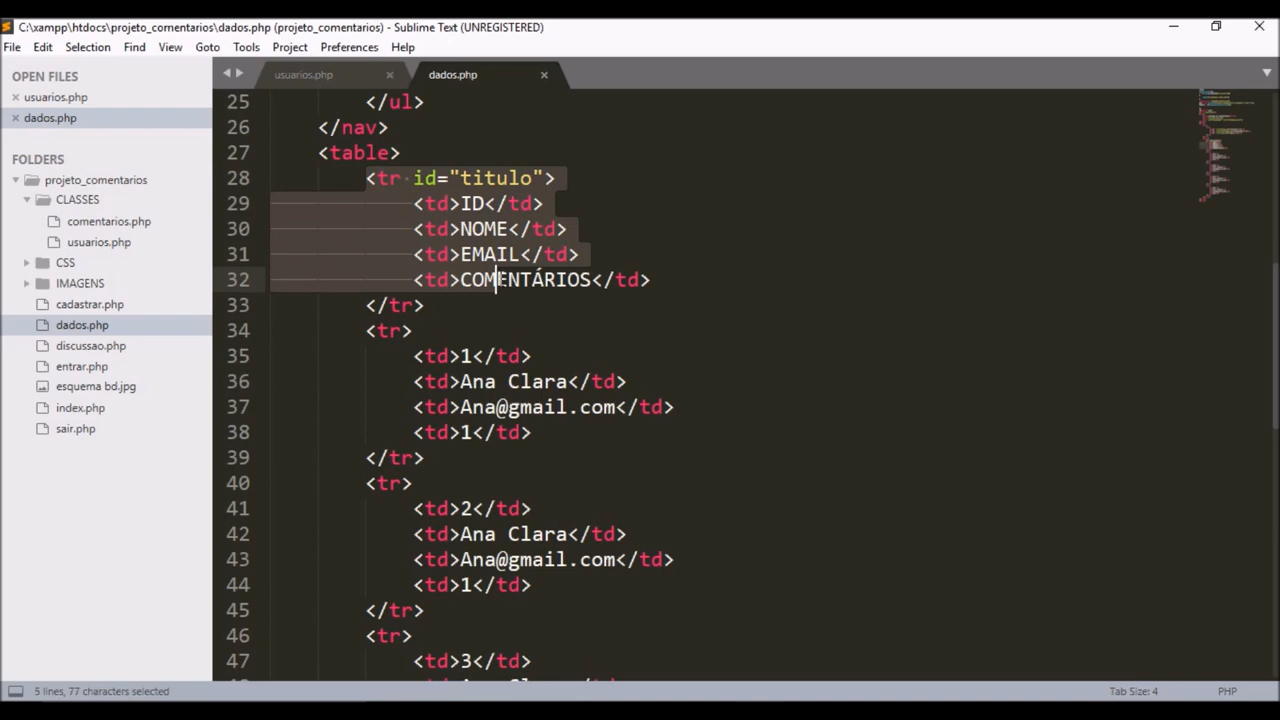 C:\xampp\htdocs\projeto_comentarios\dados.php (projeto_comentarios) - Sublime Text (UNREGISTERED)
File Edit Selection Find View Goto Tools Project Preferences Help
OPEN FILES
usuarios.php
dados.php
FOLDERS
projeto_comentarios
CLASSES
comentarios.php
usuarios.php
CSS
IMAGENS
cadastrar.php
dados.php
discussao.php
entrar.php
esquema bd.jpg
index.php
sair.php
usuarios.php dados.php
25 </ul>
26 </nav>
27 <table>
28 <tr id="titulo">
29 <td>ID</td>
30 <td>NOME</td>
31 <td>EMAIL</td>
32 <td>COMENTÁRIOS</td>
33 </tr>
34 <tr>
35 <td>1</td>
36 <td>Ana Clara</td>
37 <td>Ana@gmail.com</td>
38 <td>1</td>
39 </tr>
40 <tr>
41 <td>2</td>
42 <td>Ana Clara</td>
43 <td>Ana@gmail.com</td>
44 <td>1</td>
45 </tr>
46 <tr>
47 <td>3</td>
5 lines, 77 characters selected
Tab Size: 4 PHP